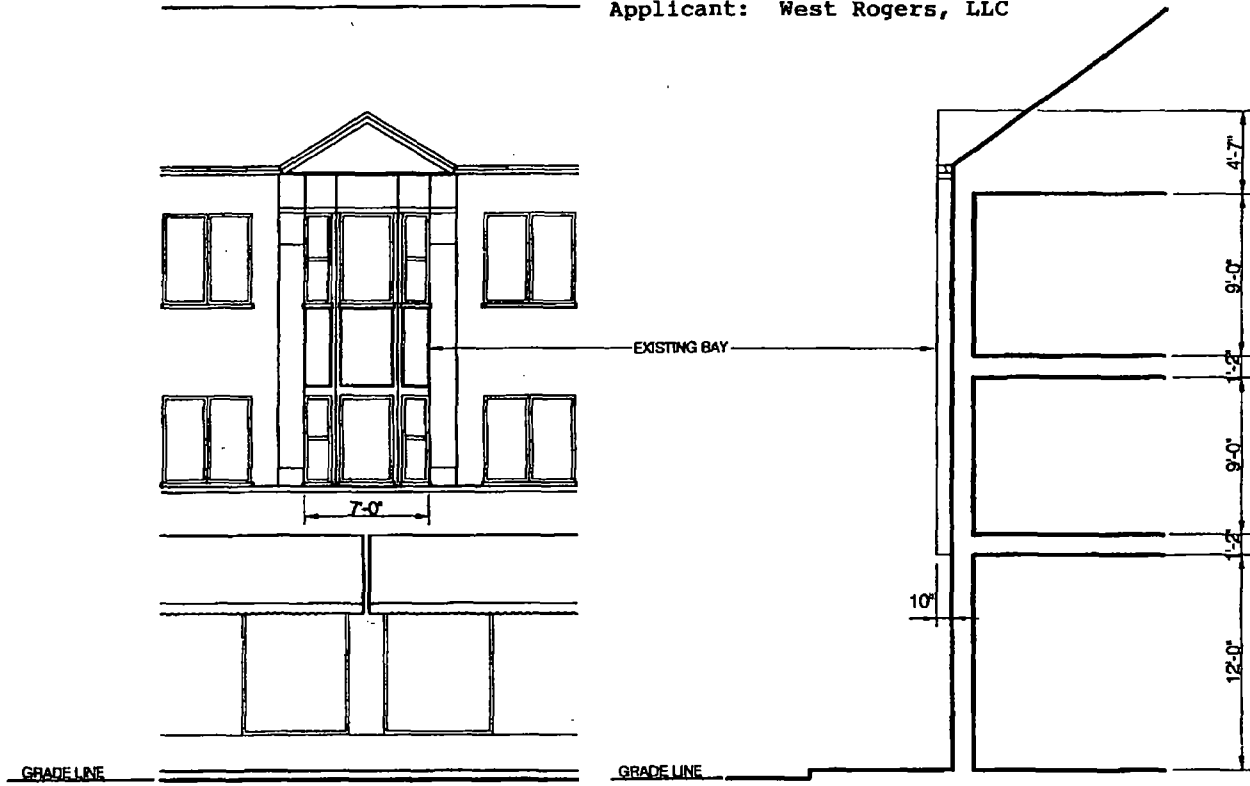 Applicant: West Rogers, LLC
4'-7"
9'-0"
EXISTING BAY
1'-2"
9'-0"
7'-0"
1'-2"
10"
12'-0"
GRADE LINE
GRADE LINE